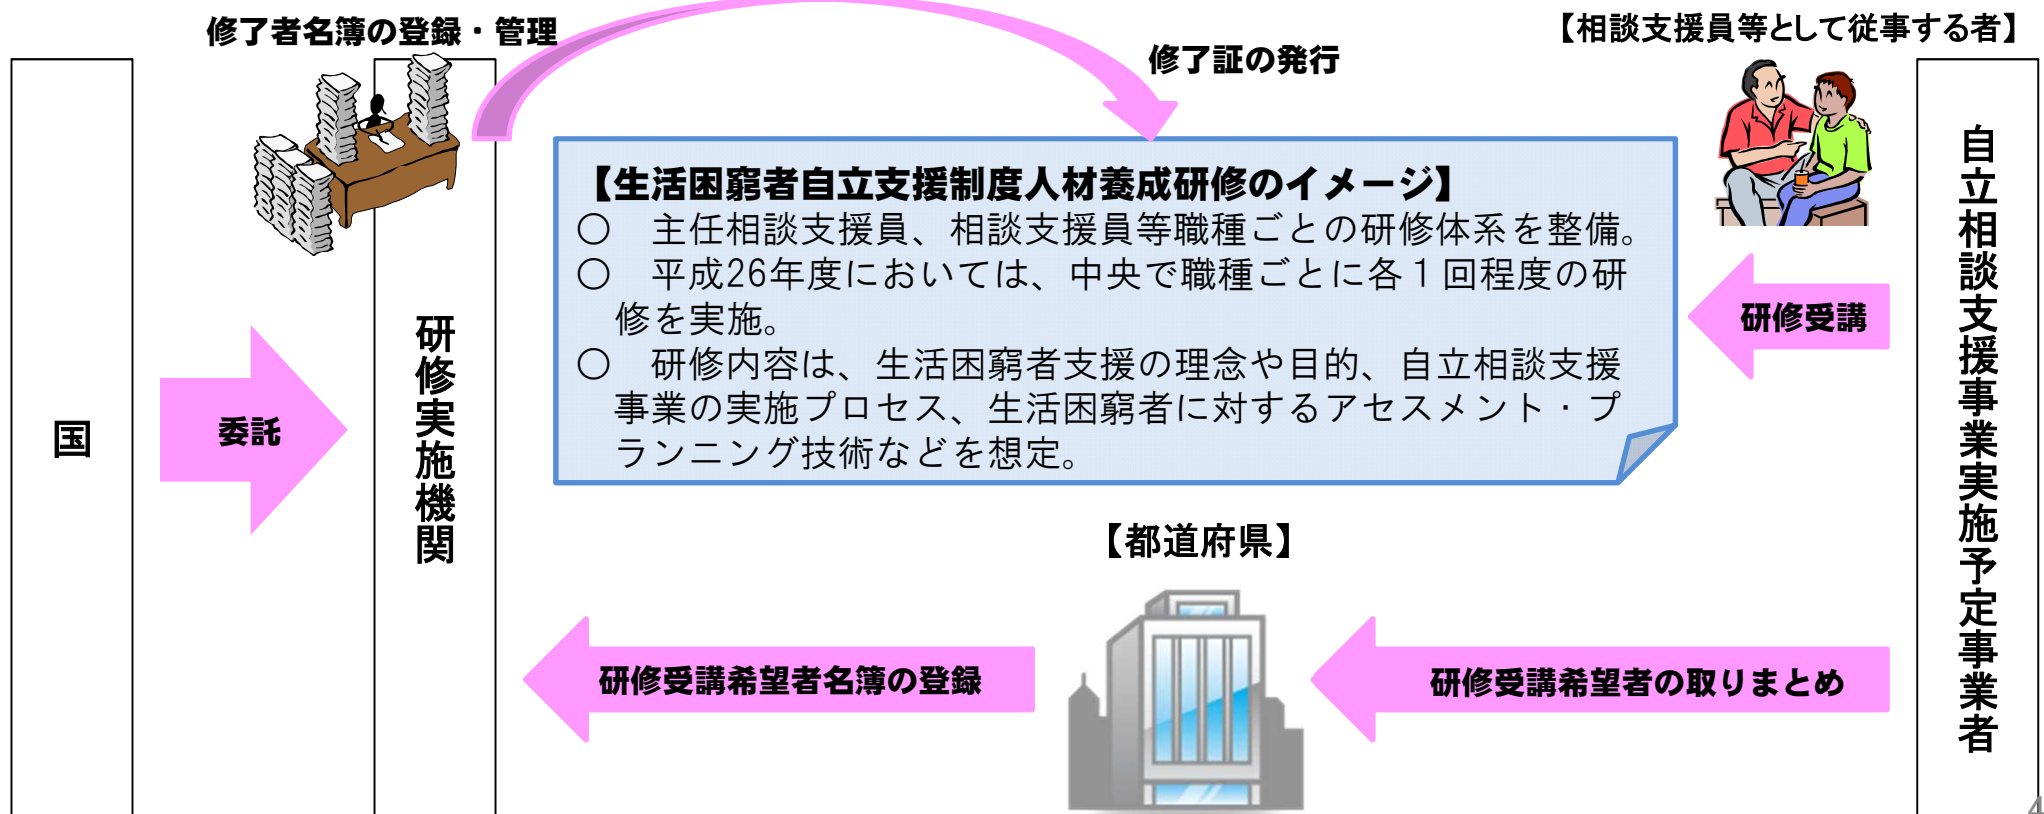 修了者名簿の登録・管理
修了証の発行
【相談支援員等として従事する者】
国
委託
研修実施機関
【生活困窮者自立支援制度人材養成研修のイメージ】
○　主任相談支援員、相談支援員等職種ごとの研修体系を整備。
○　平成26年度においては、中央で職種ごとに各１回程度の研
修を実施。
○　研修内容は、生活困窮者支援の理念や目的、自立相談支援
事業の実施プロセス、生活困窮者に対するアセスメント・プ
ランニング技術などを想定。
研修受講
自立相談支援事業実施予定事業者
【都道府県】
研修受講希望者名簿の登録
研修受講希望者の取りまとめ
4